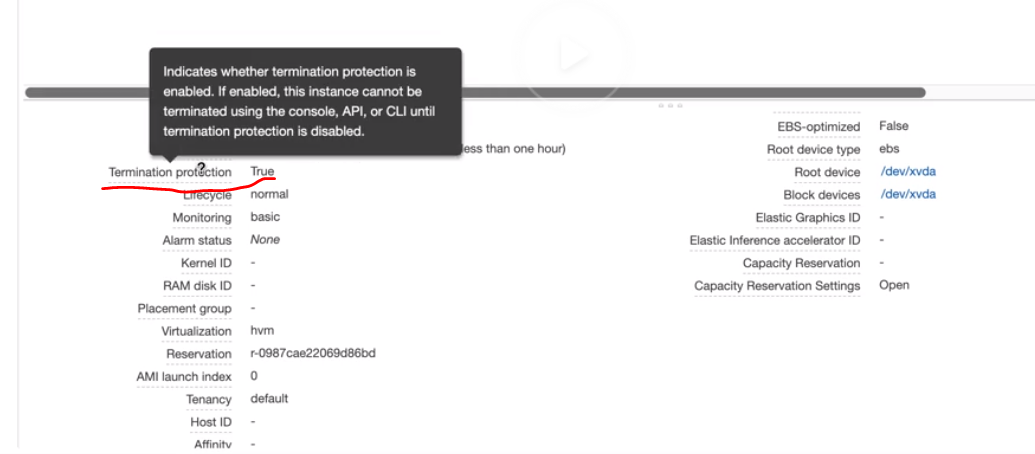 Indicates whether termination protection is
enabled. If enabled, this instance cannot be
terminated using the console, API, or CLI until
termination protection is disabled.
less than one hour)
Termination protection True
Lifecycle normal
Monitoring basic
Alarm status None
Kernel ID -
RAM disk ID -
Placement group -
Virtualization hvm
Reservation r-0987cae22069d86bd
AMI launch index 0
Tenancy default
Host ID -
Affinity -
EBS-optimized False
Root device type ebs
Root device /dev/xvda
Block devices /dev/xvda
Elastic Graphics ID -
Elastic Inference accelerator ID -
Capacity Reservation -
Capacity Reservation Settings Open